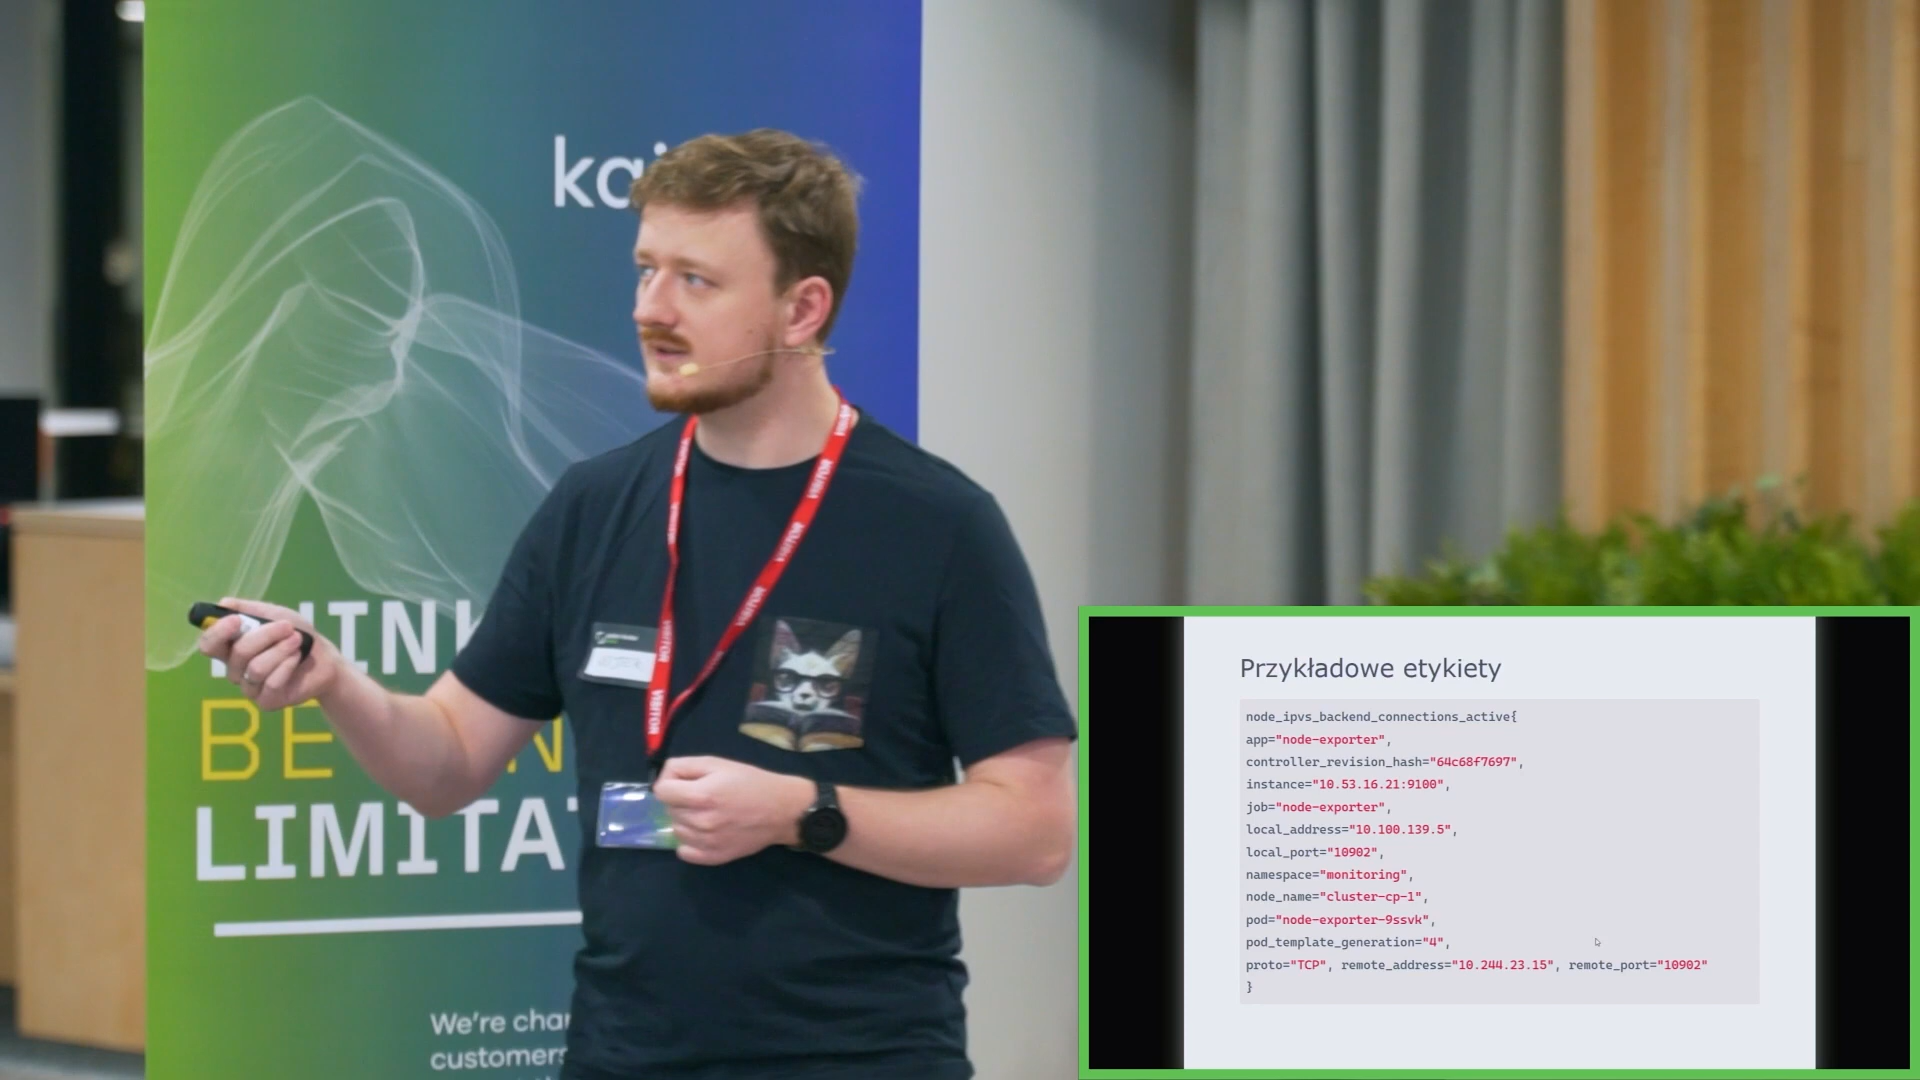 VISITOR
LIMITA
We're char
customers
Przykładowe etykiety
node_ipvs_backend_connections_active{
app="node-exporter",
controller_revision_hash="64c68f7697",
instance="10.53.16.21:9100",
job="node-exporter",
local_address="10.100.139.5",
local_port="10902",
namespace="monitoring",
node_name="cluster-cp-1",
pod="node-exporter-9ssvk",
pod_template_generation="4",
proto="TCP", remote_address="10.244.23.15", remote_port="10902"
}